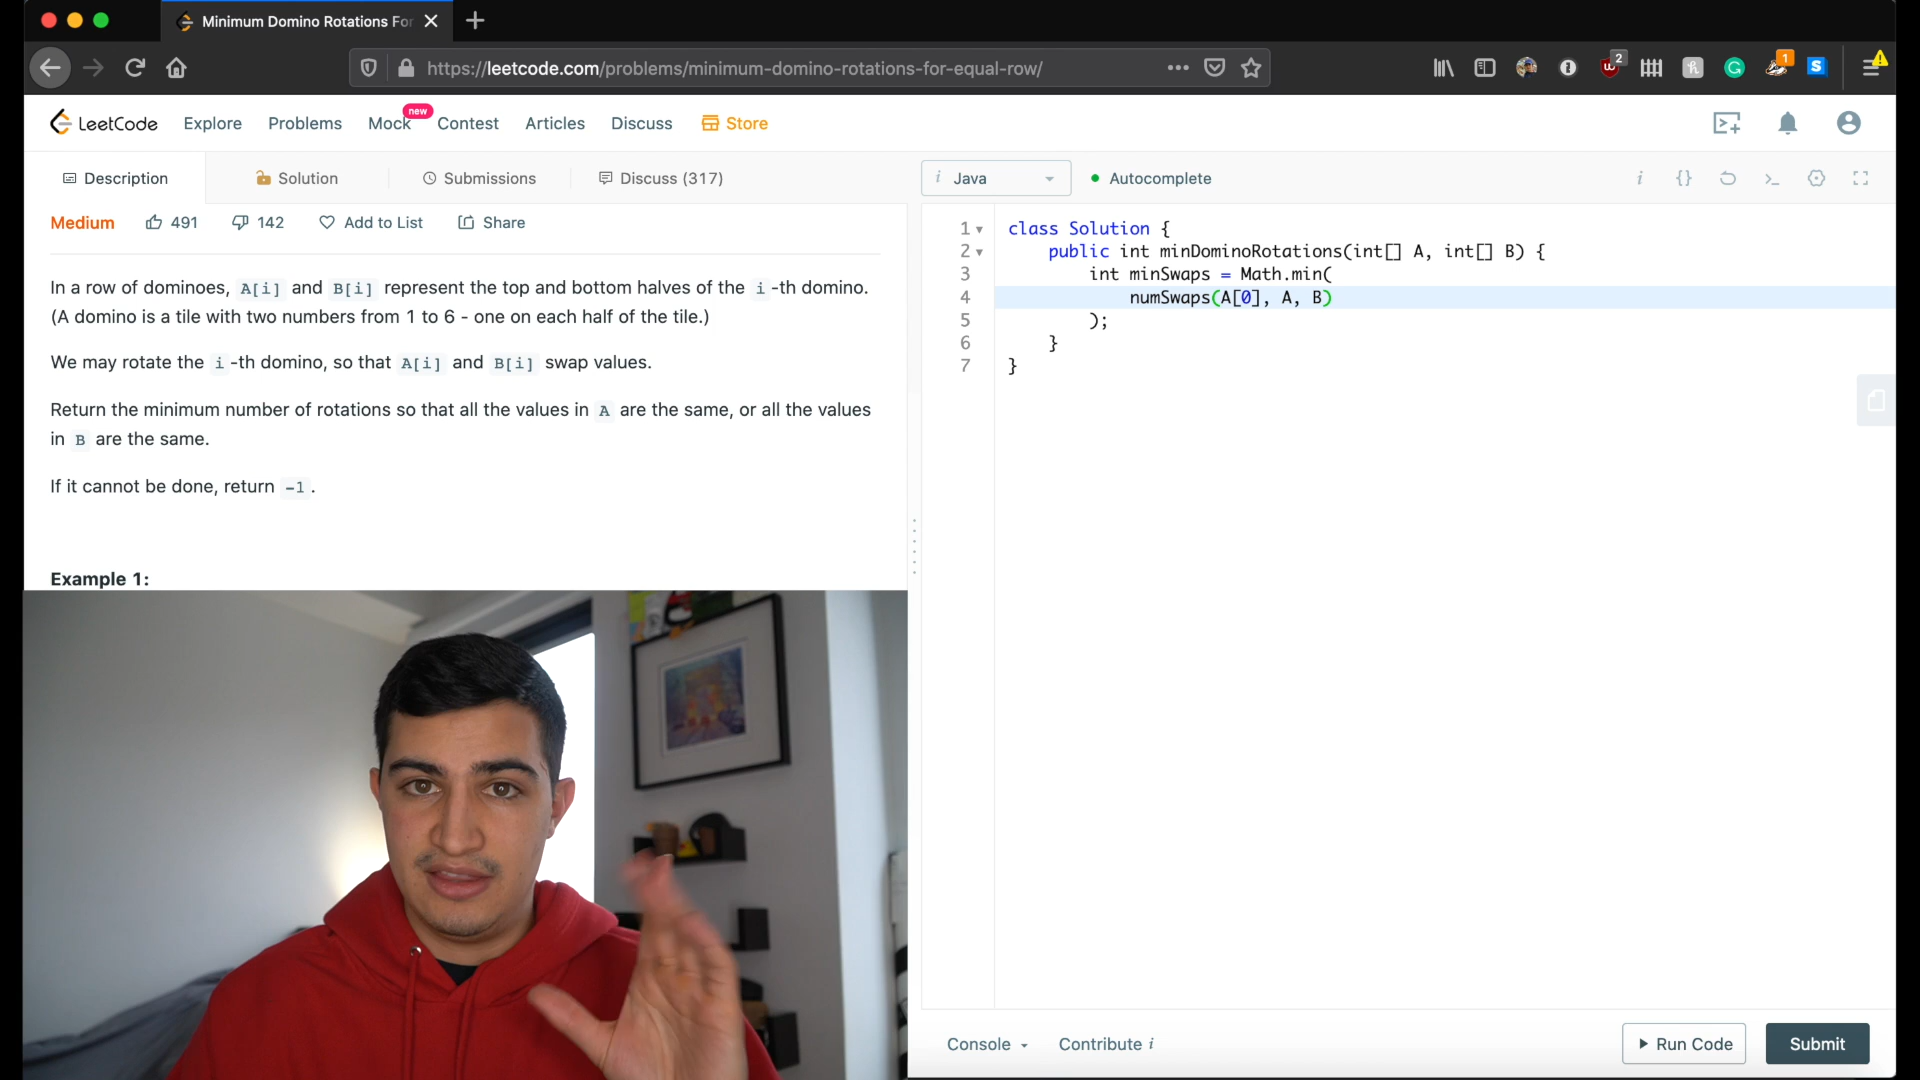 Minimum Domino Rotations For
https://leetcode.com/problems/minimum-domino-rotations-for-equal-row/
2
1
LeetCode
Explore
Problems
Mock
new
Contest
Articles
Discuss
Store
Description
Solution
Submissions
Discuss (317)
i Java
Autocomplete
Medium
491
142
Add to List
Share
In a row of dominoes, A[i] and B[i] represent the top and bottom halves of the i -th domino.
(A domino is a tile with two numbers from 1 to 6 - one on each half of the tile.)
We may rotate the i -th domino, so that A[i] and B[i] swap values.
Return the minimum number of rotations so that all the values in A are the same, or all the values
in B are the same.
If it cannot be done, return -1 .
Example 1:
1 class Solution {
2 public int minDominoRotations(int[] A, int[] B) {
3 int minSwaps = Math.min(
4 numSwaps(A[0], A, B)
5 );
6 }
7 }
Console
Contribute i
Run Code
Submit